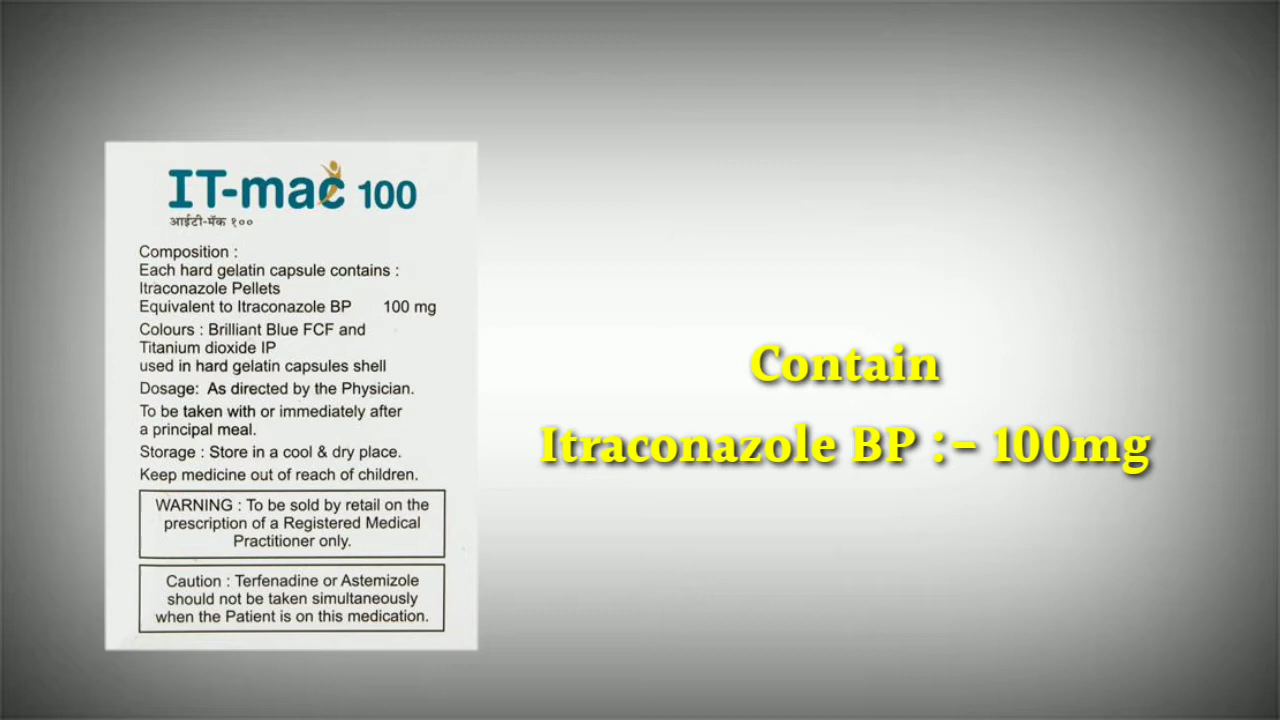 IT-mac 100
आईटी-मॅक १००
Composition :
Each hard gelatin capsule contains :
Itraconazole Pellets
Equivalent to Itraconazole BP 100 mg
Colours : Brilliant Blue FCF and
Titanium dioxide IP
used in hard gelatin capsules shell
Dosage: As directed by the Physician.
To be taken with or immediately after
a principal meal.
Storage : Store in a cool & dry place.
Keep medicine out of reach of children.
WARNING : To be sold by retail on the
prescription of a Registered Medical
Practitioner only.
Caution : Terfenadine or Astemizole
should not be taken simultaneously
when the Patient is on this medication.
Contain
Itraconazole BP :- 100mg